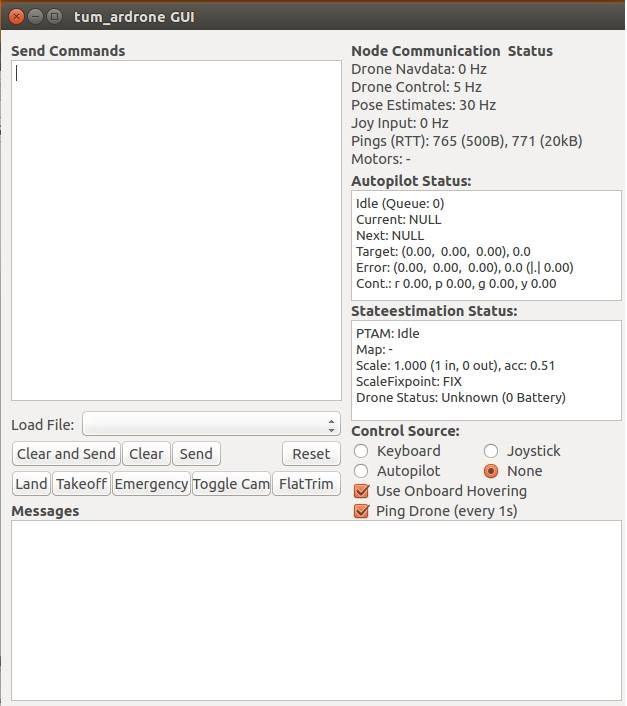 tum_ardrone GUI
Send Commands
Node Communication  Status
Drone Navdata: 0 Hz
Drone Control: 5 Hz
Pose Estimates: 30 Hz
Joy Input: 0 Hz
Pings (RTT): 765 (500B), 771 (20kB)
Motors: -
Autopilot Status:
Idle (Queue: 0)
Current: NULL
Next: NULL
Target: (0.00,  0.00,  0.00), 0.0
Error: (0.00,  0.00,  0.00), 0.0 (|.| 0.00)
Cont.: r 0.00, p 0.00, g 0.00, y 0.00
Stateestimation Status:
PTAM: Idle
Map: -
Scale: 1.000 (1 in, 0 out), acc: 0.51
ScaleFixpoint: FIX
Drone Status: Unknown (0 Battery)
Load File:
Clear and Send Clear Send Reset
Land Takeoff Emergency Toggle Cam FlatTrim
Control Source:
Keyboard Joystick
Autopilot None
Use Onboard Hovering
Ping Drone (every 1s)
Messages